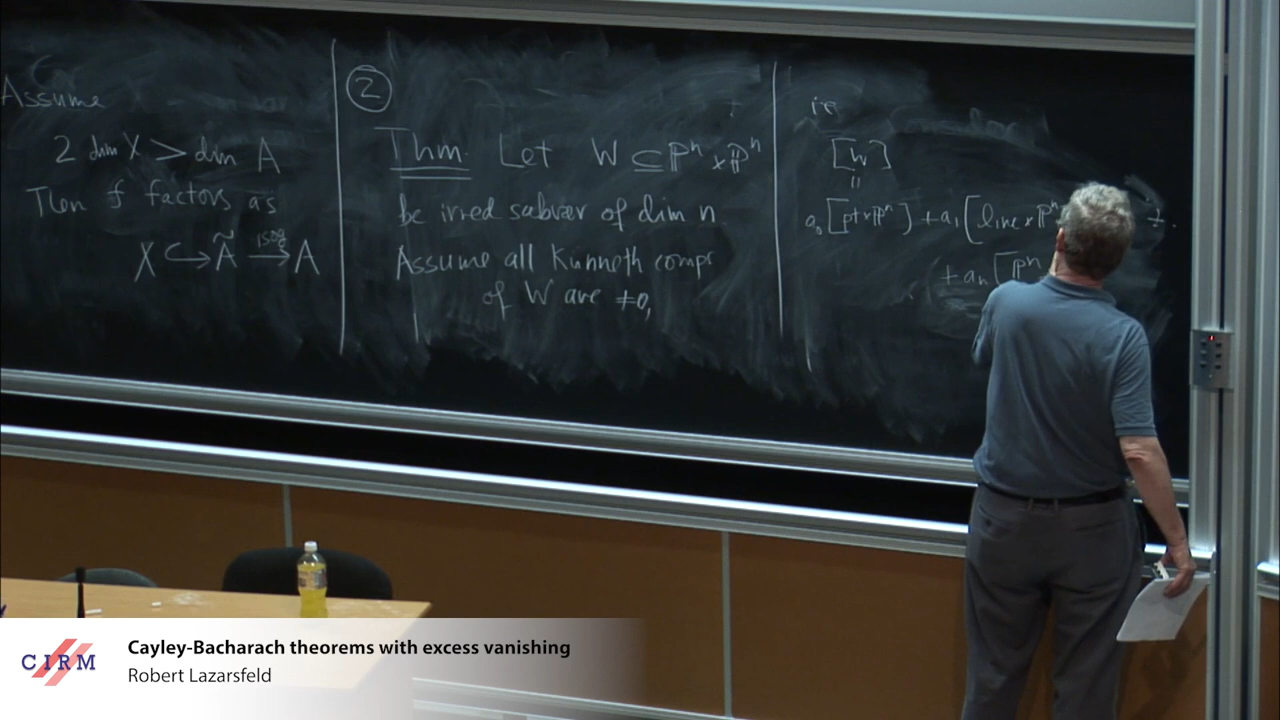 Assume
2 dim X > dim A
Then f factors as
X ↪ Ã →isog A
②
Thm. Let W ⊆ ℙⁿ × ℙⁿ
be irred subvar of dim n
Assume all Künneth comps
of W are ≠0,
ie
[W]
=
a₀[pt×ℙⁿ] + a₁[line×ℙⁿ
+ aₙ[ℙⁿ
CIRM
Cayley-Bacharach theorems with excess vanishing
Robert Lazarsfeld